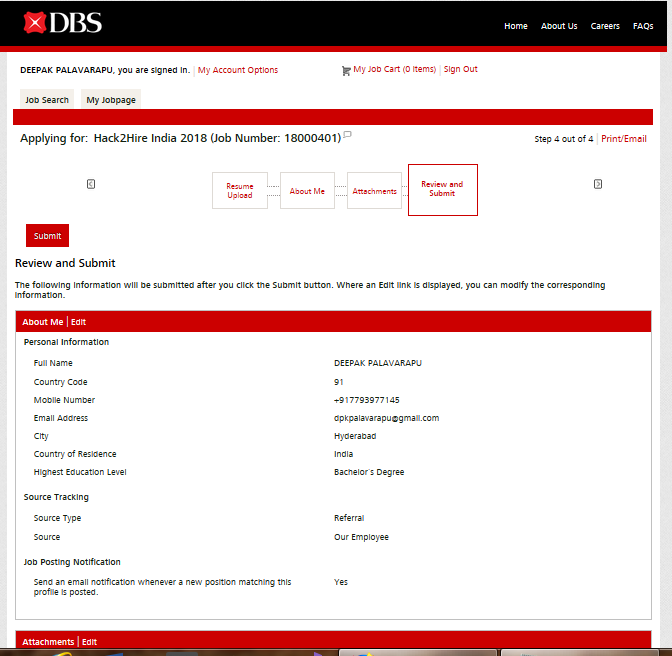 DBS
Home About Us Careers FAQs
DEEPAK PALAVARAPU, you are signed in. | My Account Options My Job Cart (0 items) | Sign Out
Job Search My Jobpage
Applying for: Hack2Hire India 2018 (Job Number: 18000401) Step 4 out of 4 | Print/Email
Resume Upload About Me Attachments Review and Submit
Submit
Review and Submit
The following information will be submitted after you click the Submit button. Where an Edit link is displayed, you can modify the corresponding
information.
About Me | Edit
Personal Information
Full Name DEEPAK PALAVARAPU
Country Code 91
Mobile Number +917793977145
Email Address dpkpalavarapu@gmail.com
City Hyderabad
Country of Residence India
Highest Education Level Bachelor's Degree
Source Tracking
Source Type Referral
Source Our Employee
Job Posting Notification
Send an email notification whenever a new position matching this Yes
profile is posted.
Attachments | Edit